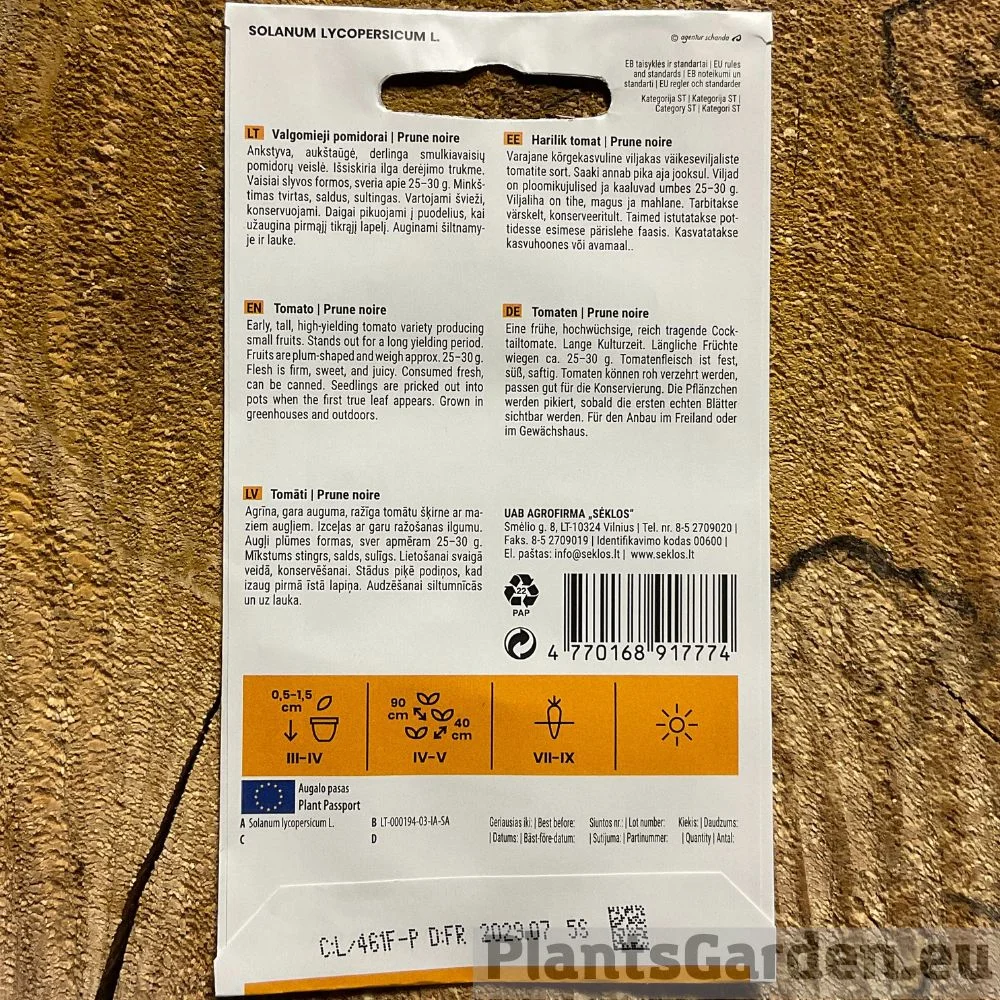 SOLANUM LYCOPERSICUM L.
© agentur schanda
EB taisyklės ir standartai | EU rules
and standards | EB noteikumi un
standarti | EU regler och standarder
Kategorija ST | Kategorija ST |
Category ST | Kategori ST
LT Valgomieji pomidorai | Prune noire
Ankstyva, aukštaūgė, derlinga smulkiavaisių
pomidorų veislė. Išsiskiria ilga derėjimo trukme.
Vaisiai slyvos formos, sveria apie 25–30 g. Minkš-
timas tvirtas, saldus, sultingas. Vartojami švieži,
konservuojami. Daigai pikuojami į puodelius, kai
užaugina pirmąjį tikrąjį lapelį. Auginami šiltnamy-
je ir lauke.
EE Harilik tomat | Prune noire
Varajane kõrgekasvuline viljakas väikeseviljaliste
tomatite sort. Saaki annab pika aja jooksul. Viljad
on ploomikujulised ja kaaluvad umbes 25–30 g.
Viljaliha on tihe, magus ja mahlane. Tarbitakse
värskelt, konserveeritult. Taimed istutatakse pot-
tidesse esimese pärislehe faasis. Kasvatatakse
kasvuhoones või avamaal..
EN Tomato | Prune noire
Early, tall, high-yielding tomato variety producing
small fruits. Stands out for a long yielding period.
Fruits are plum-shaped and weigh approx. 25–30 g.
Flesh is firm, sweet, and juicy. Consumed fresh,
can be canned. Seedlings are pricked out into
pots when the first true leaf appears. Grown in
greenhouses and outdoors.
DE Tomaten | Prune noire
Eine frühe, hochwüchsige, reich tragende Cock-
tailtomate. Lange Kulturzeit. Längliche Früchte
wiegen ca. 25–30 g. Tomatenfleisch ist fest,
süß, saftig. Tomaten können roh verzehrt werden,
passen gut für die Konservierung. Die Pflänzchen
werden pikiert, sobald die ersten echten Blätter
sichtbar werden. Für den Anbau im Freiland oder
im Gewächshaus.
LV Tomāti | Prune noire
Agrīna, gara auguma, ražīga tomātu šķirne ar ma-
ziem augļiem. Izceļas ar garu ražošanas ilgumu.
Augļi plūmes formas, sver apmēram 25–30 g.
Mīkstums stingrs, salds, sulīgs. Lietošanai svaigā
veidā, konservēšanai. Stādus piķē podiņos, kad
izaug pirmā īstā lapiņa. Audzēšanai siltumnīcās
un uz lauka.
UAB AGROFIRMA „SĖKLOS"
Smėlio g. 8, LT-10324 Vilnius | Tel. nr. 8-5 2709020 |
Faks. 8-5 2709019 | Identifikavimo kodas 00600 |
El. paštas: info@seklos.lt | www.seklos.lt
22
PAP
4 770168 917774
0,5–1,5
cm
III–IV
90
cm
40
cm
IV–V
VII–IX
Augalo pasas
Plant Passport
A Solanum lycopersicum L.
B LT-000194-03-IA-SA
C
D
Geriausias iki: | Best before:
| Datums: | Bäst-före-datum:
Siuntos nr.: | Lot number:
| Sutījuma: | Partinummer:
Kiekis: | Daudzums:
| Quantity | Antal:
C:L/461F-P D:FR 2023.07 5S
PlantsGarden.eu